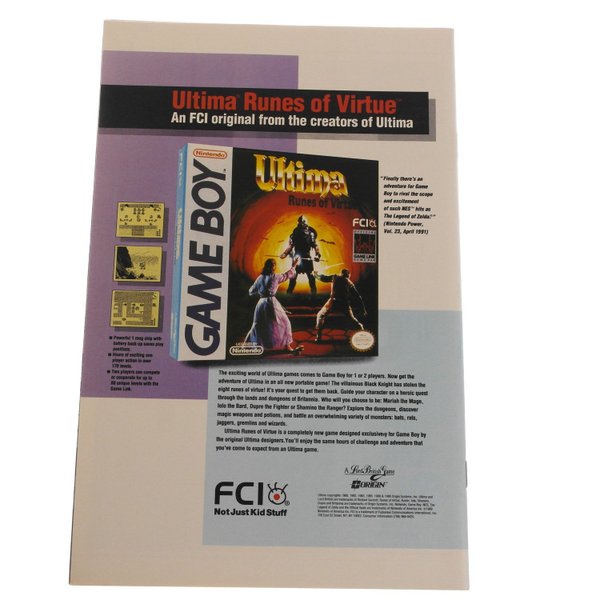 Ultima Runes of Virtue™
An FCI original from the creators of Ultima
Nintendo
GAME BOY
FCI
Ultima
Runes of Virtue
FCI
GAME LINK
LICENSED BY
Nintendo
"Finally there's an
adventure for Game
Boy to rival the scope
and excitement
of such NES™ hits as
The Legend of Zelda!"
(Nintendo Power,
Vol. 23, April 1991)
■ Powerful 1 meg chip with
battery back-up saves play
positions.
■ Hours of exciting one
player action in over
170 levels.
■ Two players can compete
or cooperate for up to
80 unique levels with the
Game Link.
The exciting world of Ultima games comes to Game Boy for 1 or 2 players. Now get the
adventure of Ultima in an all new portable game! The villainous Black Knight has stolen the
eight runes of virtue! It's your quest to get them back. Guide your character on a heroic quest
through the lands and dungeons of Britannia. Who will you choose to be: Mariah the Mage,
Iolo the Bard, Dupre the Fighter or Shamino the Ranger? Explore the dungeons, discover
magic weapons and potions, and battle an overwhelming variety of monsters: bats, rats,
jaggers, gremlins and wizards.
Ultima Runes of Virtue is a completely new game designed exclusively for Game Boy by
the original Ultima designers. You'll enjoy the same hours of challenge and adventure that
you've come to expect from an Ultima game.
A Lord British Game
ORIGIN
FCI
Not Just Kid Stuff